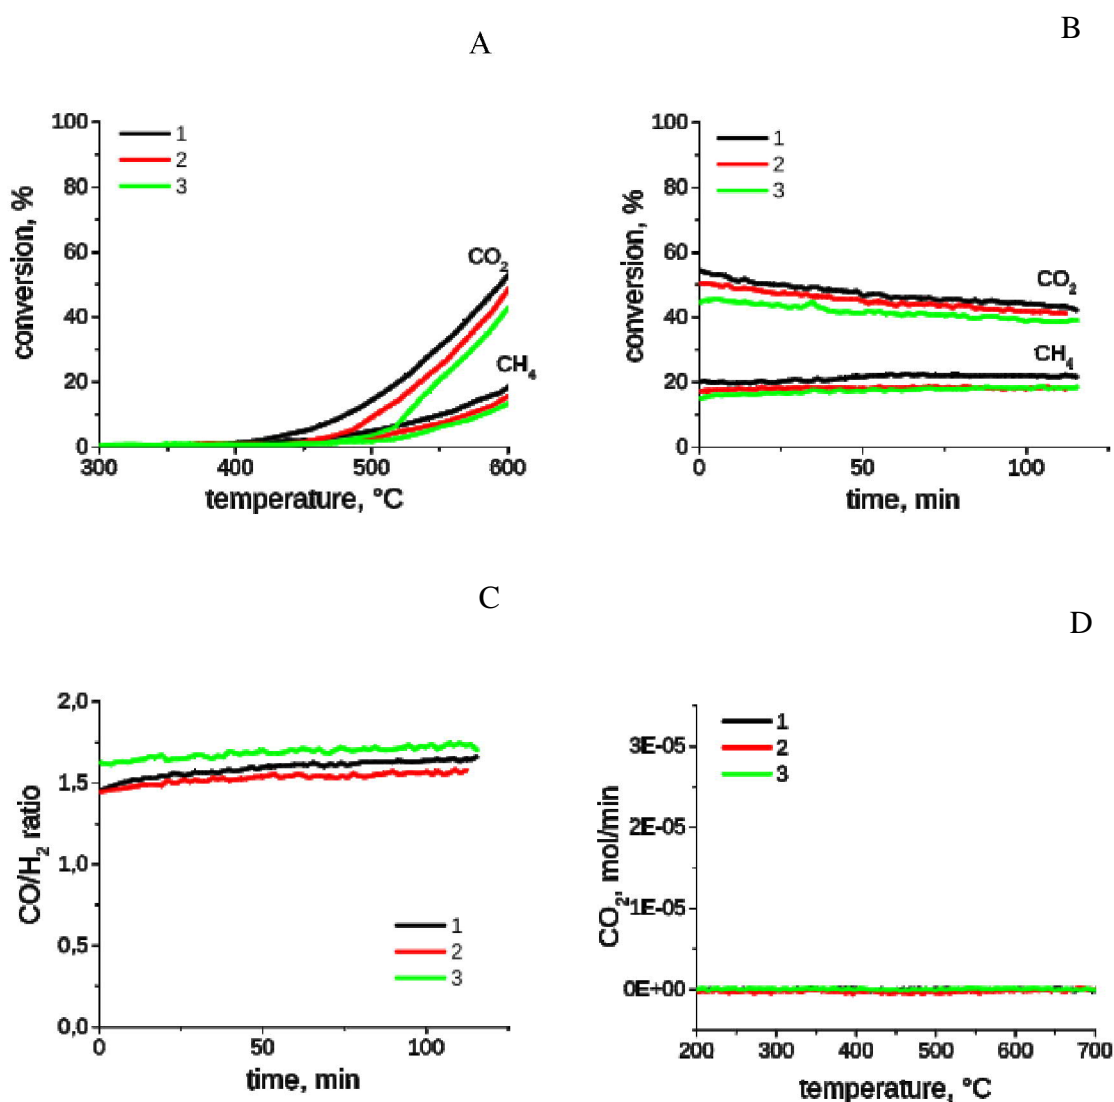 A
B
100
80
60
40
20
0
conversion, %
1
2
3
CO₂
CH₄
300
400
500
600
temperature, °C
100
80
60
40
20
0
conversion, %
1
2
3
CO₂
CH₄
0
50
100
time, min
C
D
2,0
1,5
1,0
0,5
0,0
CO/H₂ ratio
1
2
3
0
50
100
time, min
3E-05
2E-05
1E-05
0E+00
CO₂, mol/min
1
2
3
200
300
400
500
600
700
temperature, °C